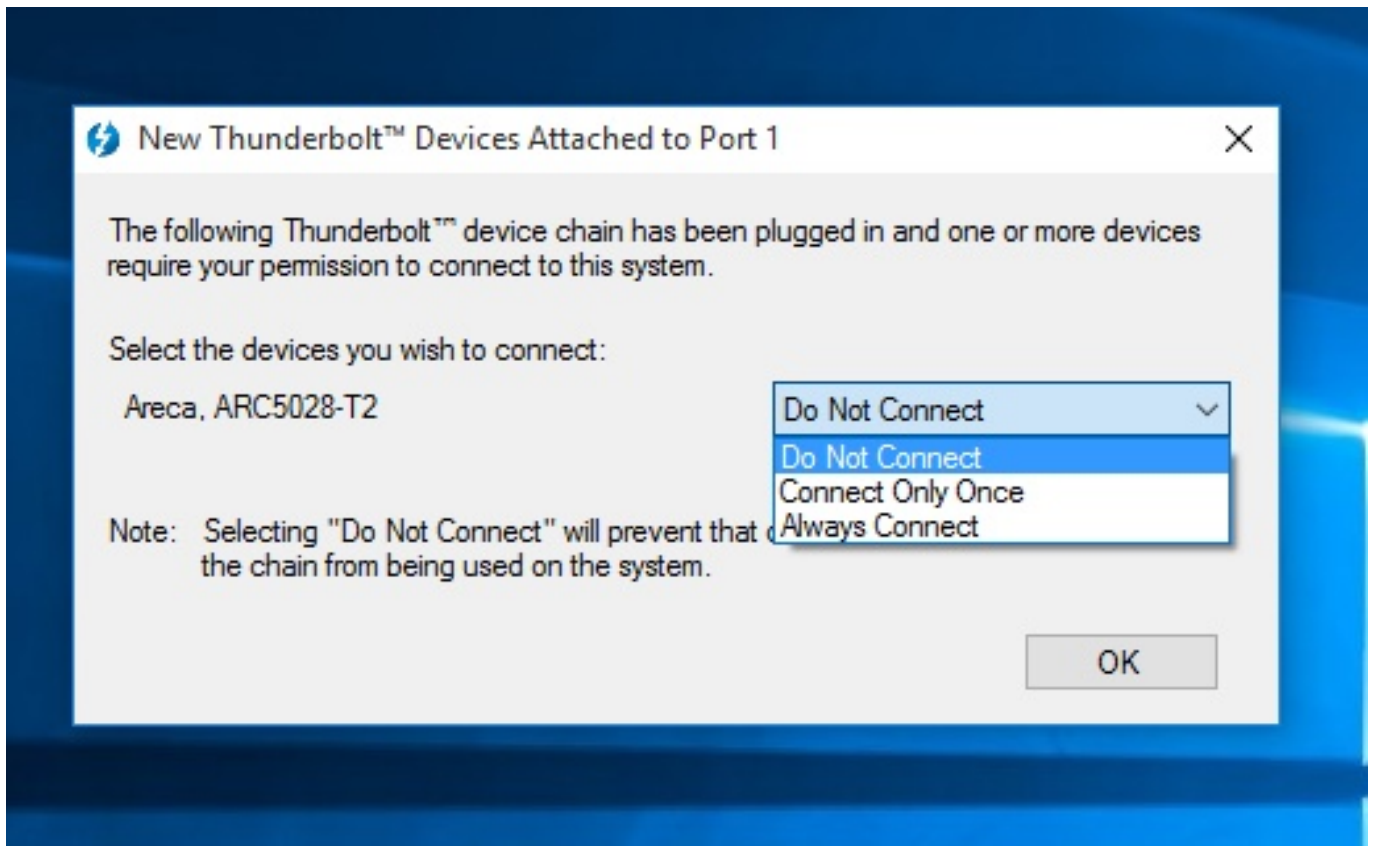 New Thunderbolt™ Devices Attached to Port 1
The following Thunderbolt™ device chain has been plugged in and one or more devices
require your permission to connect to this system.
Select the devices you wish to connect:
Areca, ARC5028-T2
Do Not Connect
Do Not Connect
Connect Only Once
Always Connect
Note: Selecting "Do Not Connect" will prevent that
the chain from being used on the system.
OK